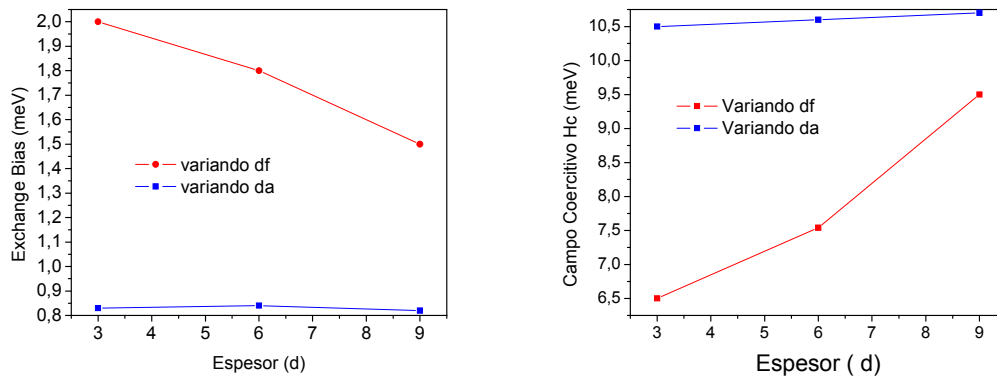 Exchange Bias (meV)
2,0
1,9
1,8
1,7
1,6
1,5
1,4
1,3
1,2
1,1
1,0
0,9
0,8
variando df
variando da
3 4 5 6 7 8 9
Espesor (d)
Campo Coercitivo Hc (meV)
10,5
10,0
9,5
9,0
8,5
8,0
7,5
7,0
6,5
Variando df
Variando da
3 4 5 6 7 8 9
Espesor ( d)